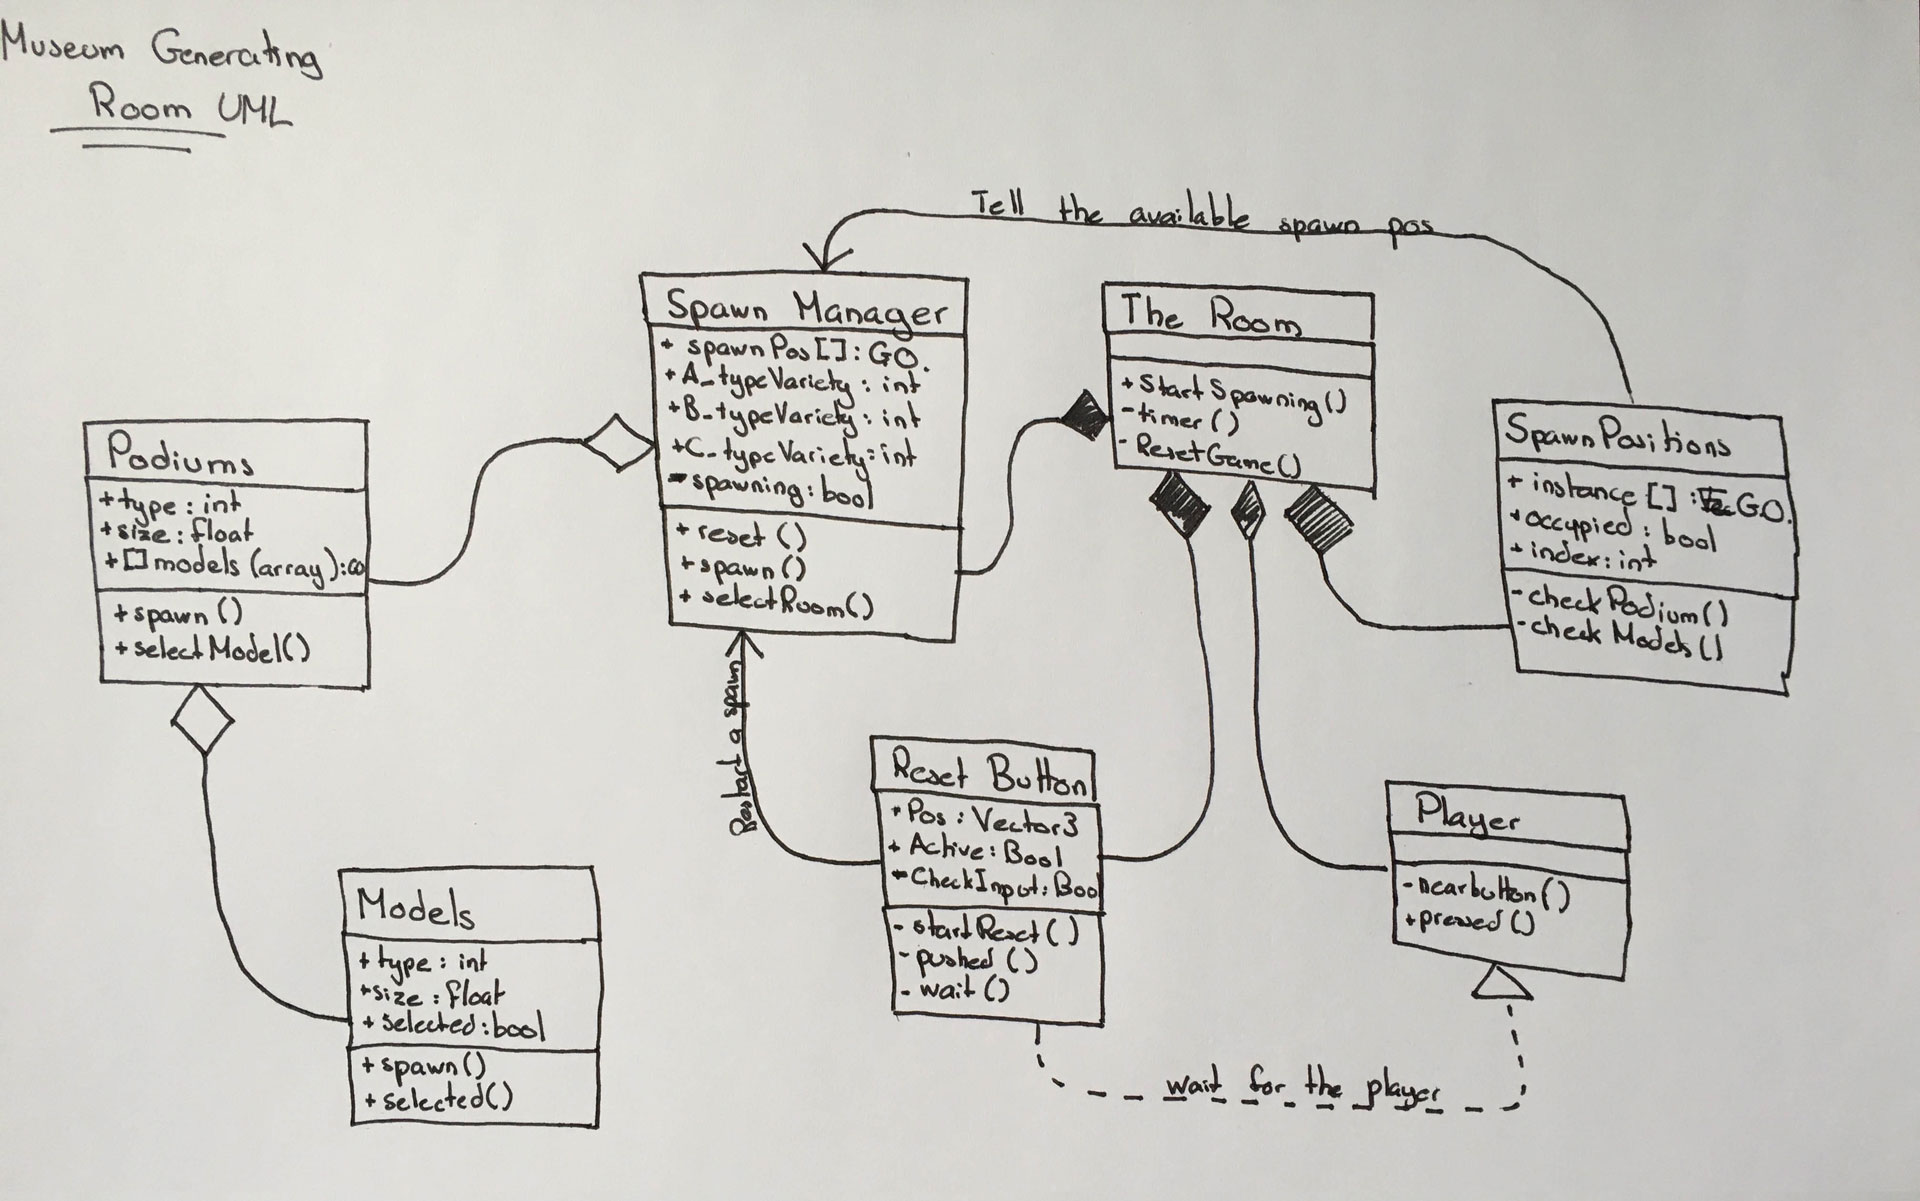 Museum Generating
Room UML
Tell the available spawn pos
Spawn Manager
+ spawnPos[]: GO.
+ A_typeVariety: int
+ B_typeVariety: int
+ C_typeVariety: int
- spawning: bool
+ reset()
+ spawn()
+ selectRoom()
The Room
+ StartSpawning()
- timer()
- ResetGame()
SpawnPositions
+ instance[]: G.O.
+ occypied: bool
+ index: int
- checkPodium()
- checkModels()
Podiums
+ type: int
+ size: float
+ []models(array): GO
+ spawn()
+ selectModel()
Restart a spawn
Reset Button
+ Pos: Vector3
+ Active: Bool
- CheckInput: Bool
- startReset()
- pushed()
- wait()
Player
- nearbutton()
+ pressed()
Models
+ type: int
+ size: float
+ selected: bool
+ spawn()
+ selected()
wait for the player